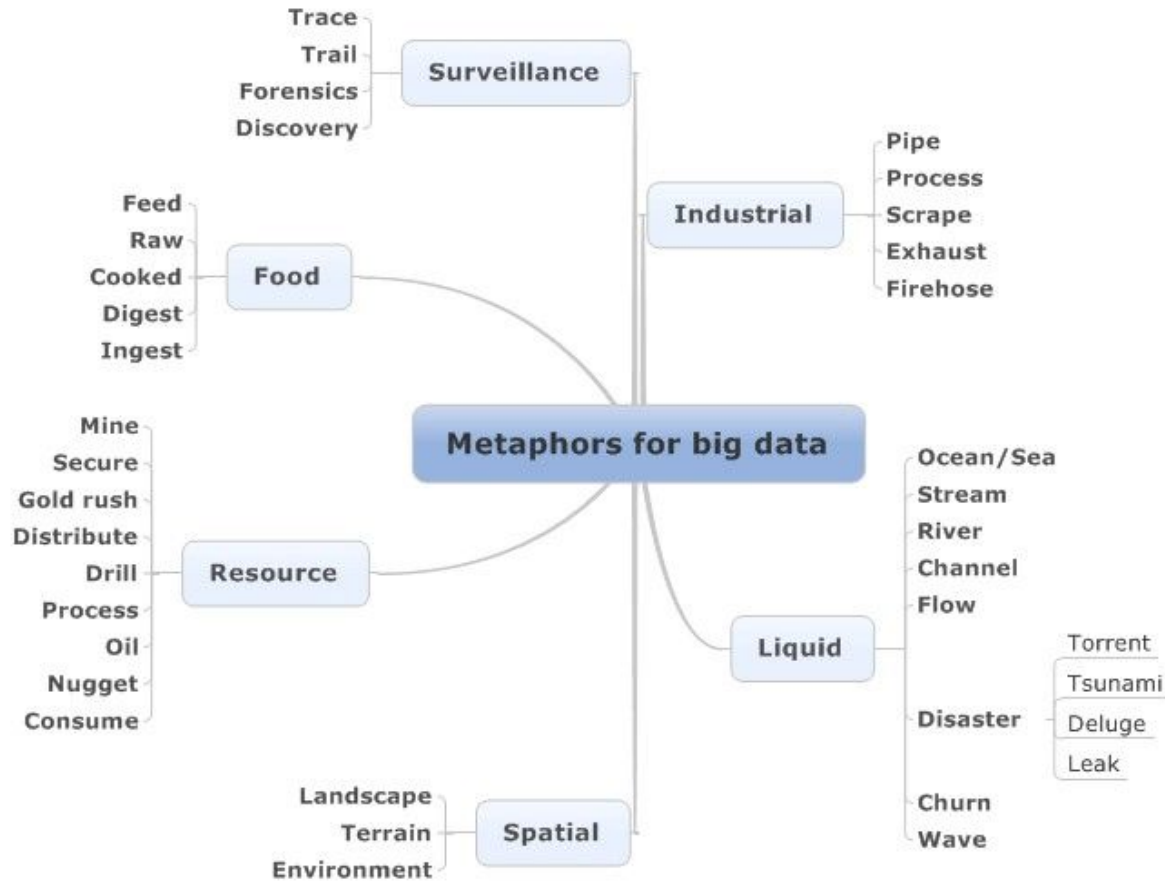 Metaphors for big data
Surveillance
Trace
Trail
Forensics
Discovery
Food
Feed
Raw
Cooked
Digest
Ingest
Resource
Mine
Secure
Gold rush
Distribute
Drill
Process
Oil
Nugget
Consume
Spatial
Landscape
Terrain
Environment
Industrial
Pipe
Process
Scrape
Exhaust
Firehose
Liquid
Ocean/Sea
Stream
River
Channel
Flow
Disaster
Torrent
Tsunami
Deluge
Leak
Churn
Wave